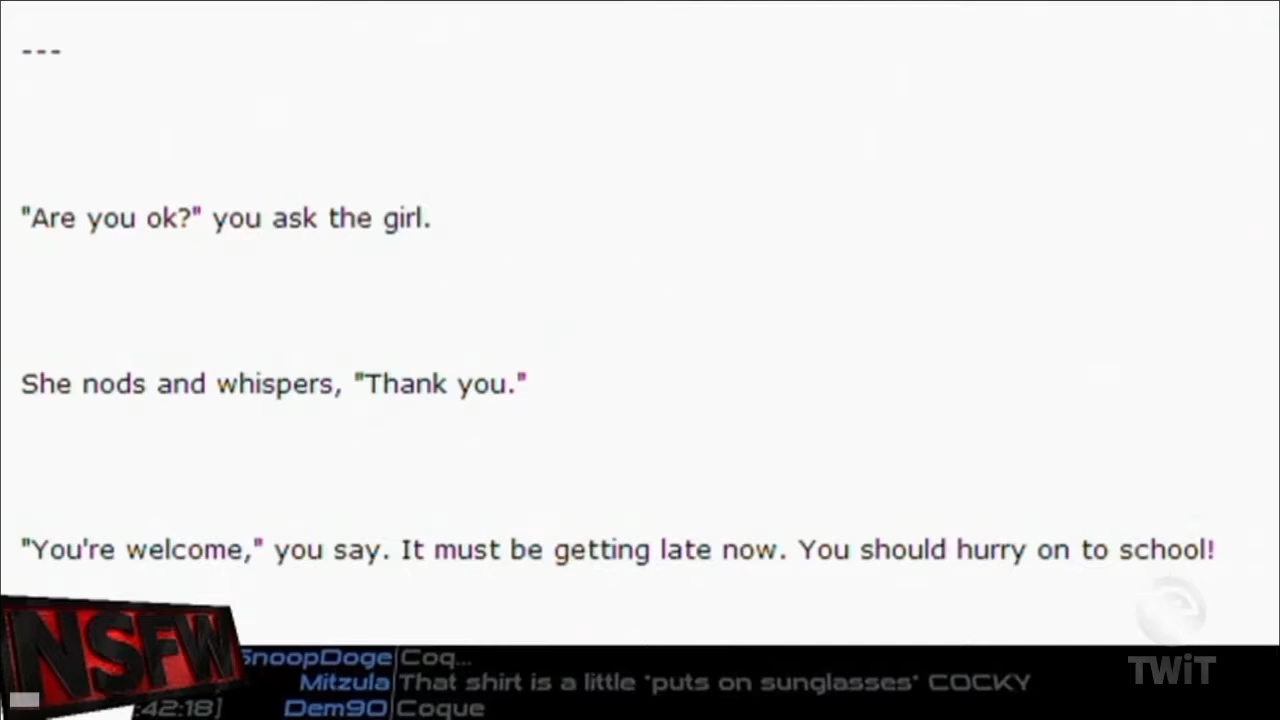 ---
"Are you ok?" you ask the girl.
She nods and whispers, "Thank you."
"You're welcome," you say. It must be getting late now. You should hurry on to school!
NSFW
SnoopDoge Coq...
Mitzula That shirt is a little *puts on sunglasses* COCKY
:42:18] Dem90 Coque
TWiT